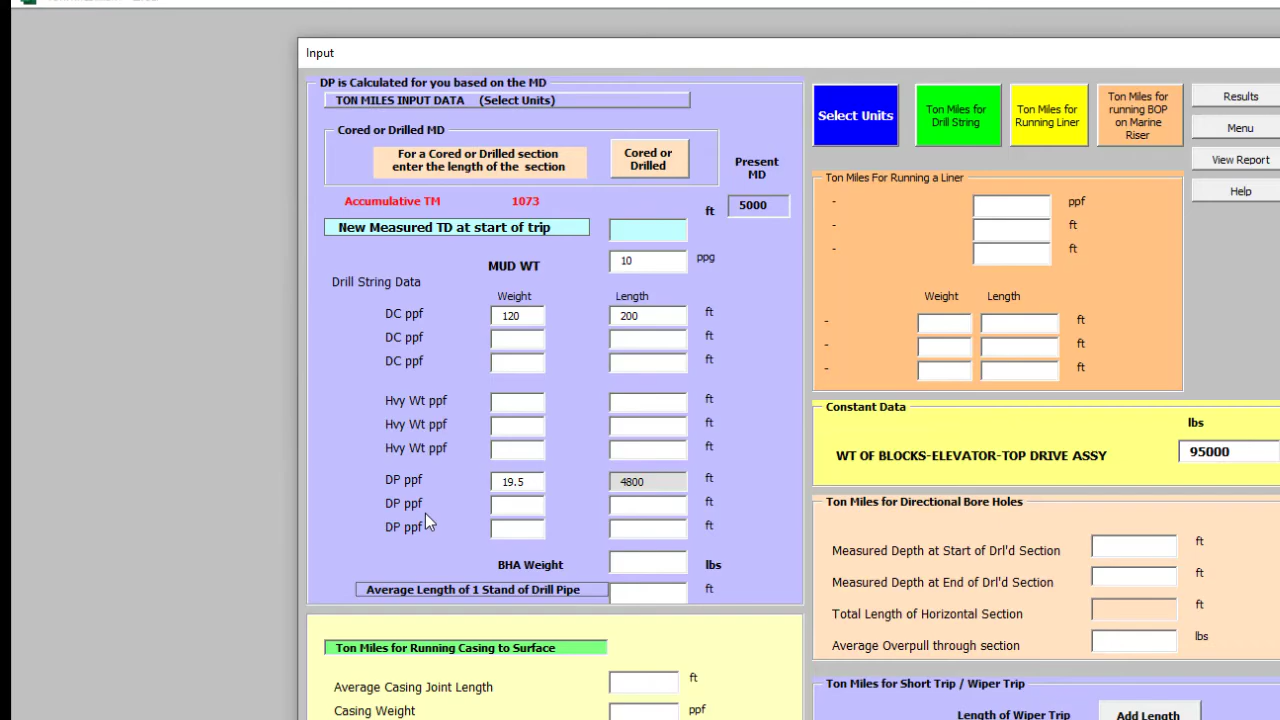 Input
DP is Calculated for you based on the MD
TON MILES INPUT DATA (Select Units)
Cored or Drilled MD
For a Cored or Drilled section
enter the length of the section
Cored or
Drilled
Present
MD
Accumulative TM 1073
ft 5000
New Measured TD at start of trip
MUD WT 10 ppg
Drill String Data
Weight Length
DC ppf 120 200 ft
DC ppf ft
DC ppf ft
Hvy Wt ppf ft
Hvy Wt ppf ft
Hvy Wt ppf ft
DP ppf 19.5 4800 ft
DP ppf ft
DP ppf ft
BHA Weight lbs
Average Length of 1 Stand of Drill Pipe ft
Ton Miles for Running Casing to Surface
Average Casing Joint Length ft
Casing Weight ppf
Select Units
Ton Miles for
Drill String
Ton Miles for
Running Liner
Ton Miles for
running BOP
on Marine
Riser
Results
Menu
View Report
Help
Ton Miles For Running a Liner
- ppf
- ft
- ft
Weight Length
- ft
- ft
- ft
Constant Data
lbs
WT OF BLOCKS-ELEVATOR-TOP DRIVE ASSY 95000
Ton Miles for Directional Bore Holes
Measured Depth at Start of Drl'd Section ft
Measured Depth at End of Drl'd Section ft
Total Length of Horizontal Section ft
Average Overpull through section lbs
Ton Miles for Short Trip / Wiper Trip
Length of Wiper Trip Add Length